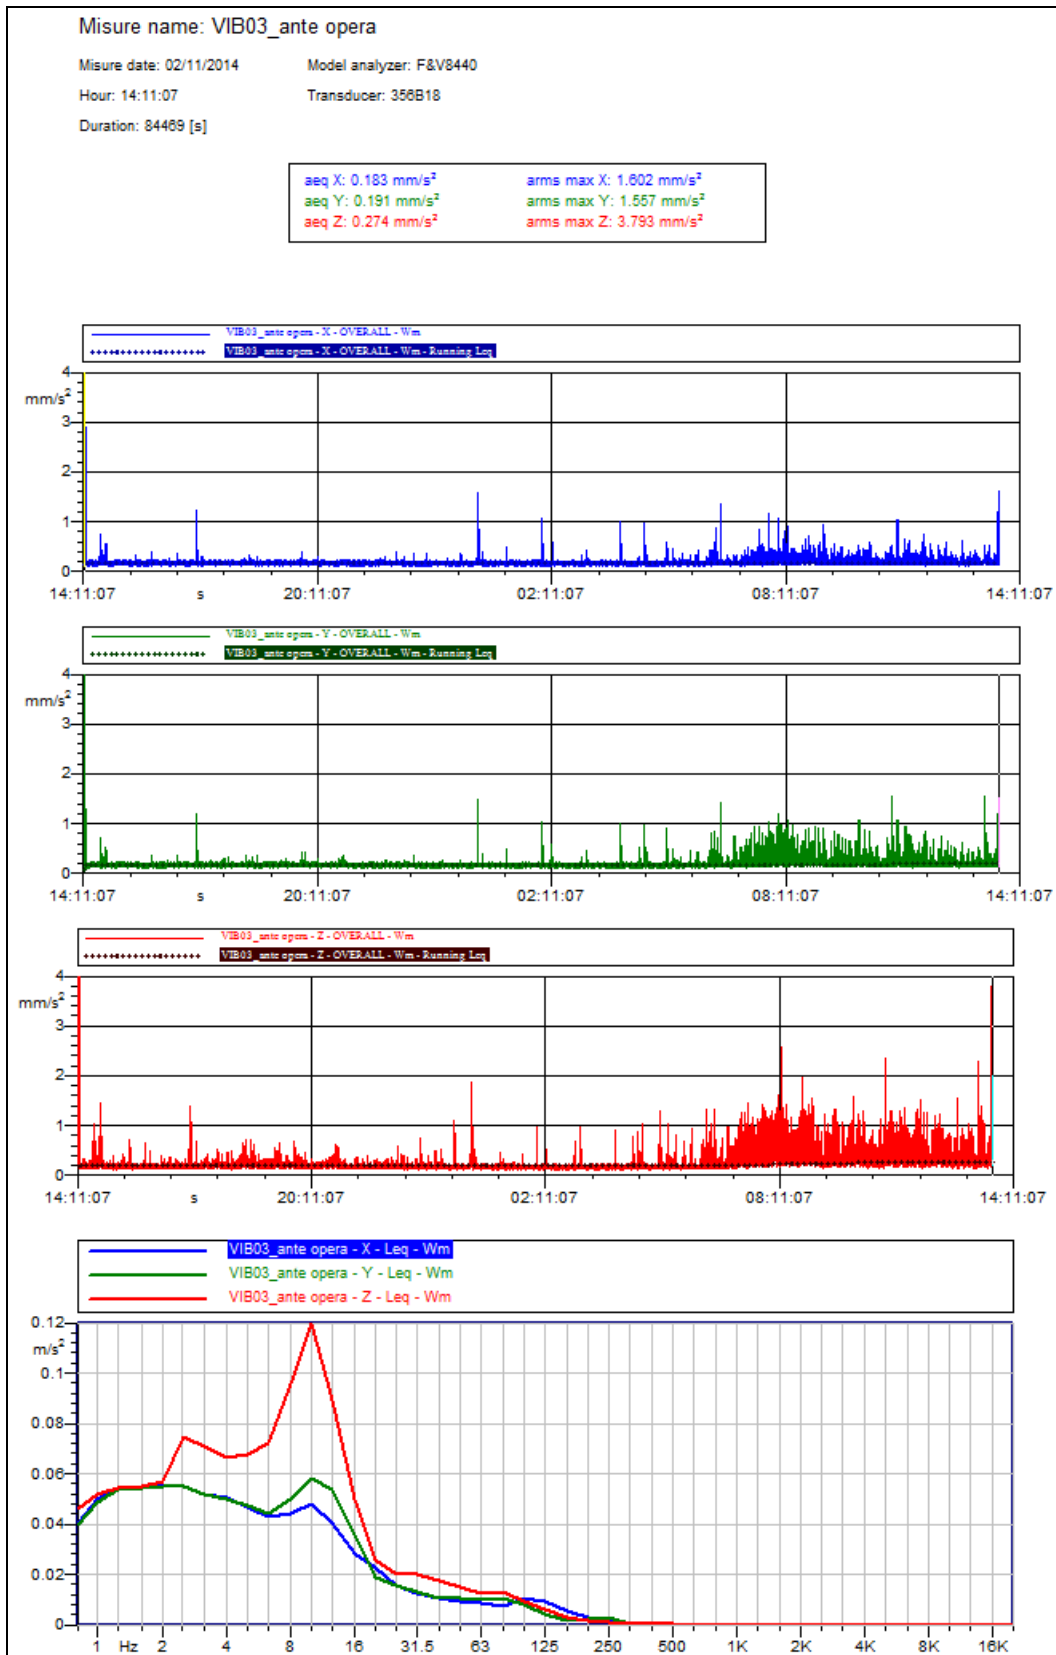 Misure name: VIB03_ante opera
Misure date: 02/11/2014 Model analyzer: F&V8440
Hour: 14:11:07 Transducer: 356B18
Duration: 84469 [s]
aeq X: 0.183 mm/s² arms max X: 1.602 mm/s²
aeq Y: 0.191 mm/s² arms max Y: 1.557 mm/s²
aeq Z: 0.274 mm/s² arms max Z: 3.793 mm/s²
VIB03_ante opera - X - OVERALL - Wm
VIB03_ante opera - X - OVERALL - Wm - Running Leq
4
mm/s²
3
2
1
0
14:11:07 s 20:11:07 02:11:07 08:11:07 14:11:07
VIB03_ante opera - Y - OVERALL - Wm
VIB03_ante opera - Y - OVERALL - Wm - Running Leq
4
mm/s²
3
2
1
0
14:11:07 s 20:11:07 02:11:07 08:11:07 14:11:07
VIB03_ante opera - Z - OVERALL - Wm
VIB03_ante opera - Z - OVERALL - Wm - Running Leq
4
mm/s²
3
2
1
0
14:11:07 s 20:11:07 02:11:07 08:11:07 14:11:07
VIB03_ante opera - X - Leq - Wm
VIB03_ante opera - Y - Leq - Wm
VIB03_ante opera - Z - Leq - Wm
0.12
m/s²
0.1
0.08
0.06
0.04
0.02
0
1 Hz 2 4 8 16 31.5 63 125 250 500 1K 2K 4K 8K 16K